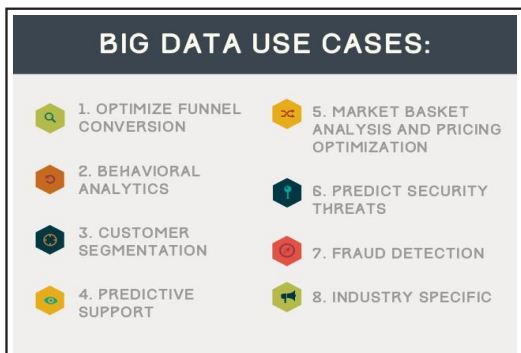 BIG DATA USE CASES:
1. OPTIMIZE FUNNEL
CONVERSION
2. BEHAVIORAL
ANALYTICS
3. CUSTOMER
SEGMENTATION
4. PREDICTIVE
SUPPORT
5. MARKET BASKET
ANALYSIS AND PRICING
OPTIMIZATION
6. PREDICT SECURITY
THREATS
7. FRAUD DETECTION
8. INDUSTRY SPECIFIC